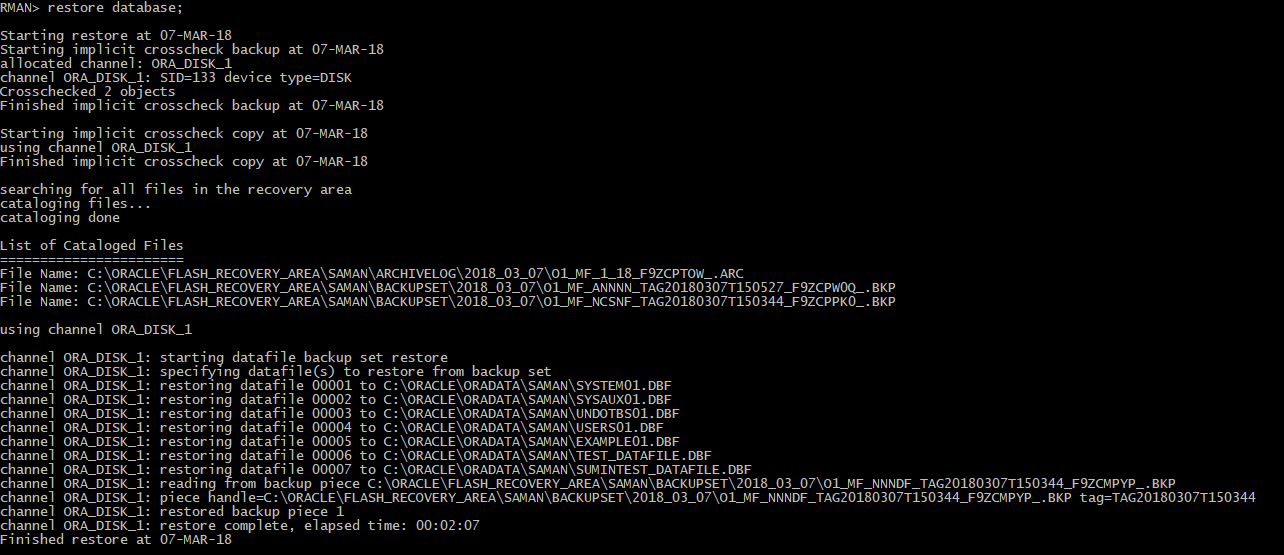 RMAN> restore database;
Starting restore at 07-MAR-18
Starting implicit crosscheck backup at 07-MAR-18
allocated channel: ORA_DISK_1
channel ORA_DISK_1: SID=133 device type=DISK
Crosschecked 2 objects
Finished implicit crosscheck backup at 07-MAR-18
Starting implicit crosscheck copy at 07-MAR-18
using channel ORA_DISK_1
Finished implicit crosscheck copy at 07-MAR-18
searching for all files in the recovery area
cataloging files...
cataloging done
List of Cataloged Files
=======================
File Name: C:\ORACLE\FLASH_RECOVERY_AREA\SAMAN\ARCHIVELOG\2018_03_07\O1_MF_1_18_F9ZCPTOW_.ARC
File Name: C:\ORACLE\FLASH_RECOVERY_AREA\SAMAN\BACKUPSET\2018_03_07\O1_MF_ANNNN_TAG20180307T150527_F9ZCPW0Q_.BKP
File Name: C:\ORACLE\FLASH_RECOVERY_AREA\SAMAN\BACKUPSET\2018_03_07\O1_MF_NCSNF_TAG20180307T150344_F9ZCPPK0_.BKP
using channel ORA_DISK_1
channel ORA_DISK_1: starting datafile backup set restore
channel ORA_DISK_1: specifying datafile(s) to restore from backup set
channel ORA_DISK_1: restoring datafile 00001 to C:\ORACLE\ORADATA\SAMAN\SYSTEM01.DBF
channel ORA_DISK_1: restoring datafile 00002 to C:\ORACLE\ORADATA\SAMAN\SYSAUX01.DBF
channel ORA_DISK_1: restoring datafile 00003 to C:\ORACLE\ORADATA\SAMAN\UNDOTBS01.DBF
channel ORA_DISK_1: restoring datafile 00004 to C:\ORACLE\ORADATA\SAMAN\USERS01.DBF
channel ORA_DISK_1: restoring datafile 00005 to C:\ORACLE\ORADATA\SAMAN\EXAMPLE01.DBF
channel ORA_DISK_1: restoring datafile 00006 to C:\ORACLE\ORADATA\SAMAN\TEST_DATAFILE.DBF
channel ORA_DISK_1: restoring datafile 00007 to C:\ORACLE\ORADATA\SAMAN\SUMINTEST_DATAFILE.DBF
channel ORA_DISK_1: reading from backup piece C:\ORACLE\FLASH_RECOVERY_AREA\SAMAN\BACKUPSET\2018_03_07\O1_MF_NNNDF_TAG20180307T150344_F9ZCMPYP_.BKP
channel ORA_DISK_1: piece handle=C:\ORACLE\FLASH_RECOVERY_AREA\SAMAN\BACKUPSET\2018_03_07\O1_MF_NNNDF_TAG20180307T150344_F9ZCMPYP_.BKP tag=TAG20180307T150344
channel ORA_DISK_1: restored backup piece 1
channel ORA_DISK_1: restore complete, elapsed time: 00:02:07
Finished restore at 07-MAR-18